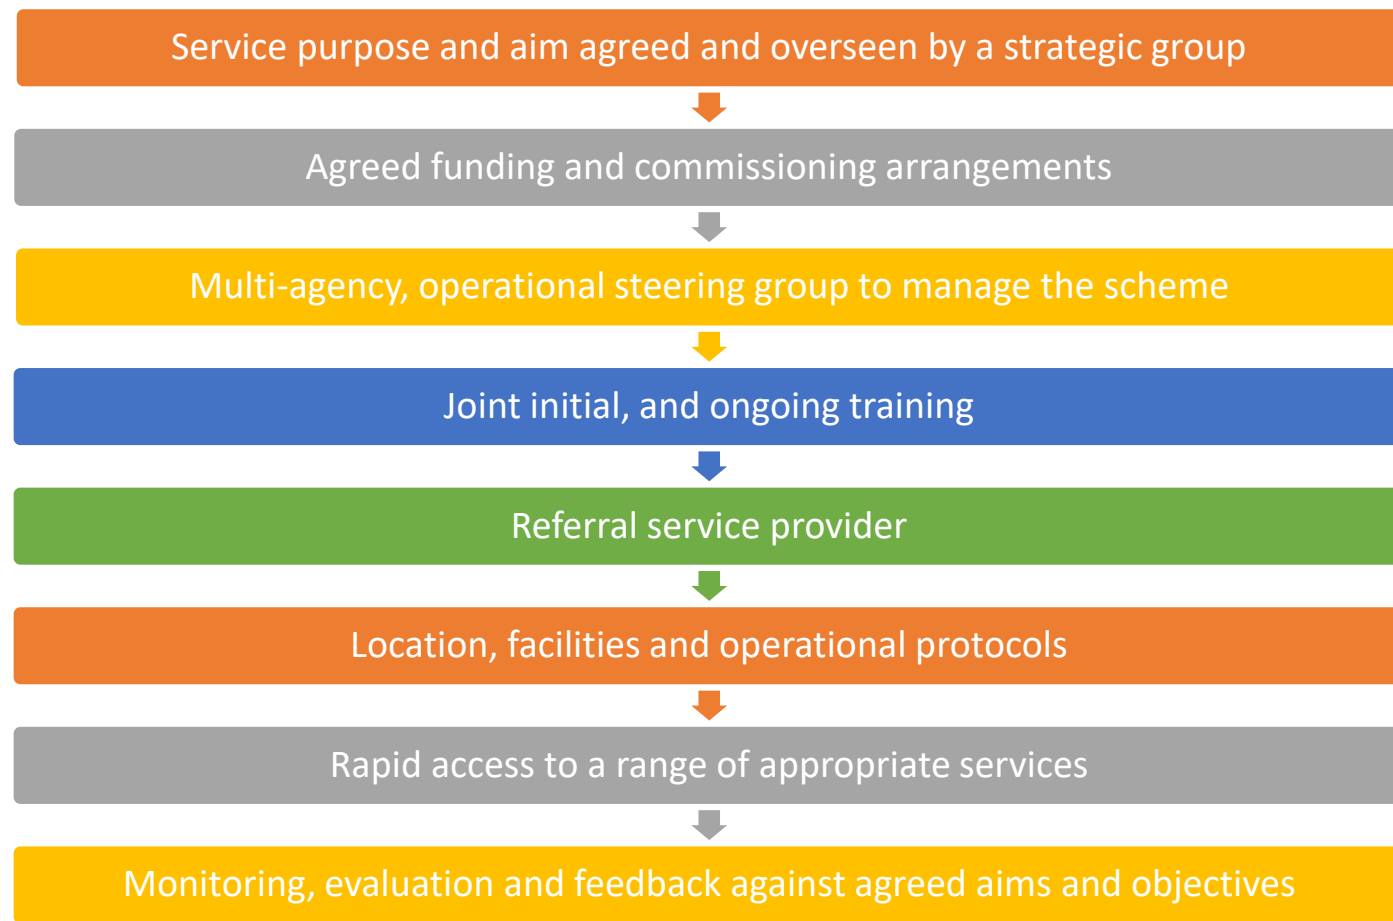 Service purpose and aim agreed and overseen by a strategic group
Agreed funding and commissioning arrangements
Multi-agency, operational steering group to manage the scheme
Joint initial, and ongoing training
Referral service provider
Location, facilities and operational protocols
Rapid access to a range of appropriate services
Monitoring, evaluation and feedback against agreed aims and objectives